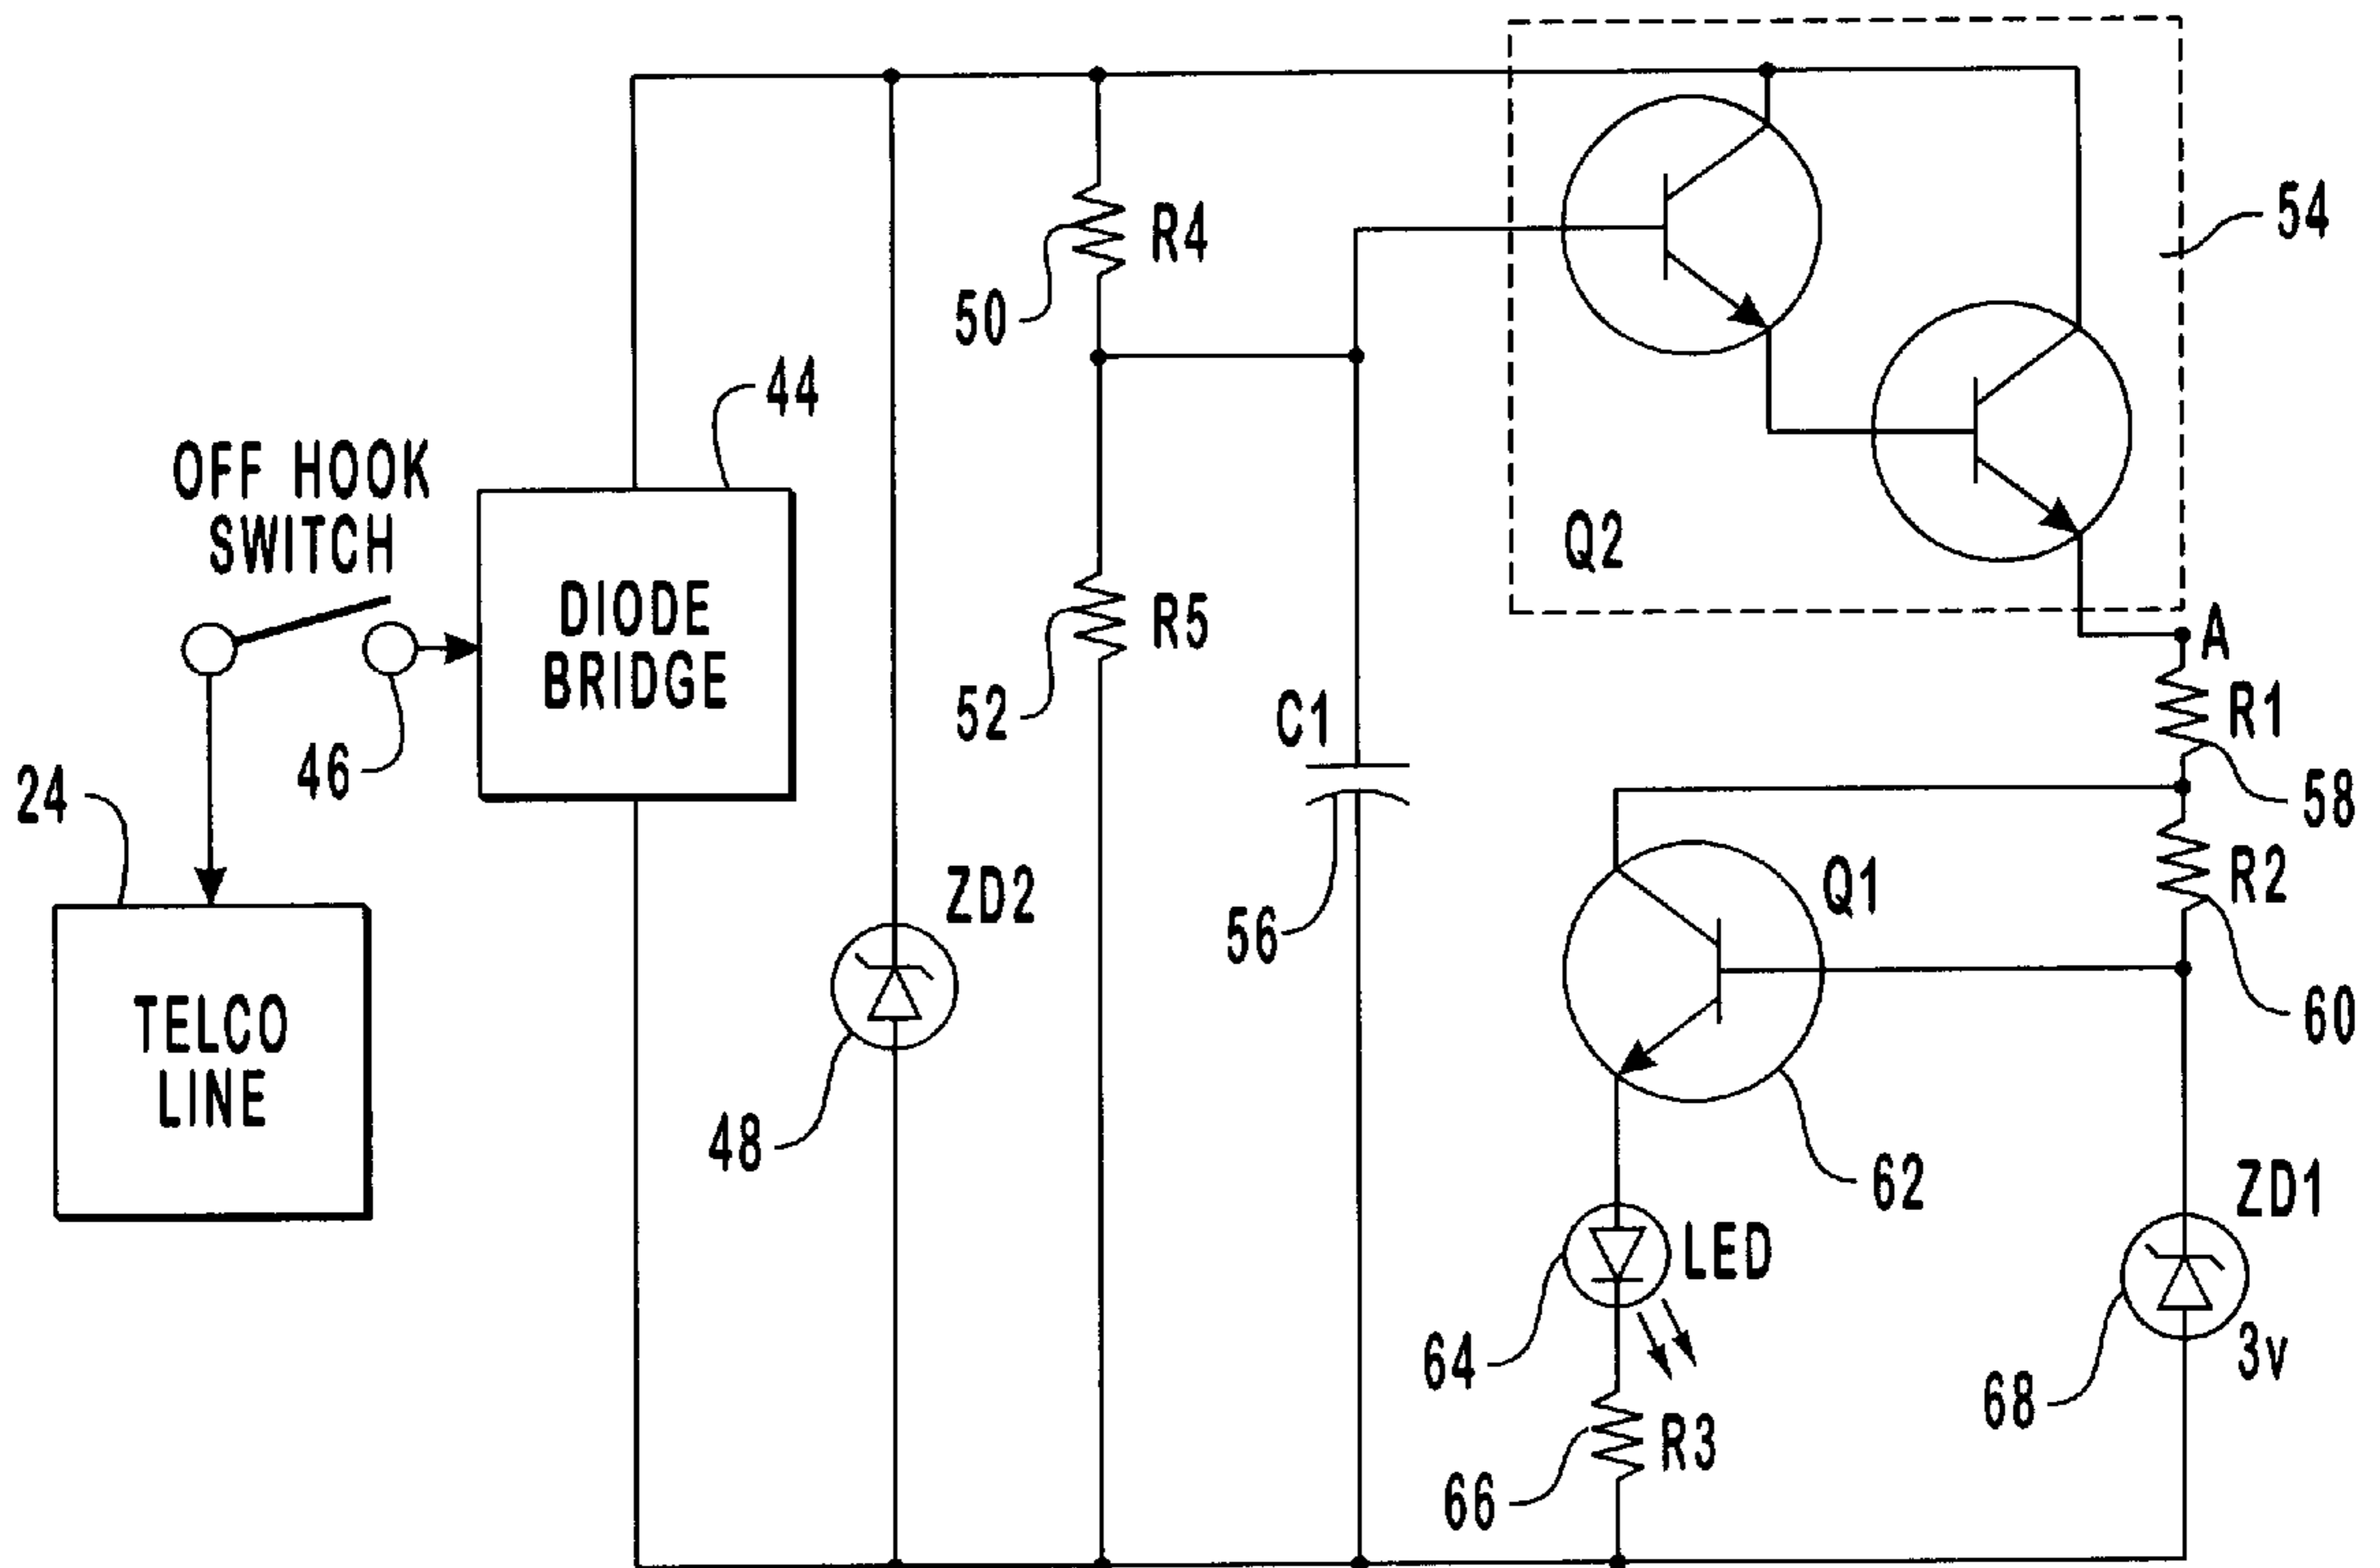 54
R4
50
44
OFF HOOK
SWITCH
Q2
DIODE
BRIDGE
R5
A
52
C1
R1
46
24
58
ZD2
Q1
R2
56
TELCO
LINE
60
48
62
ZD1
LED
64
3v
68
R3
66